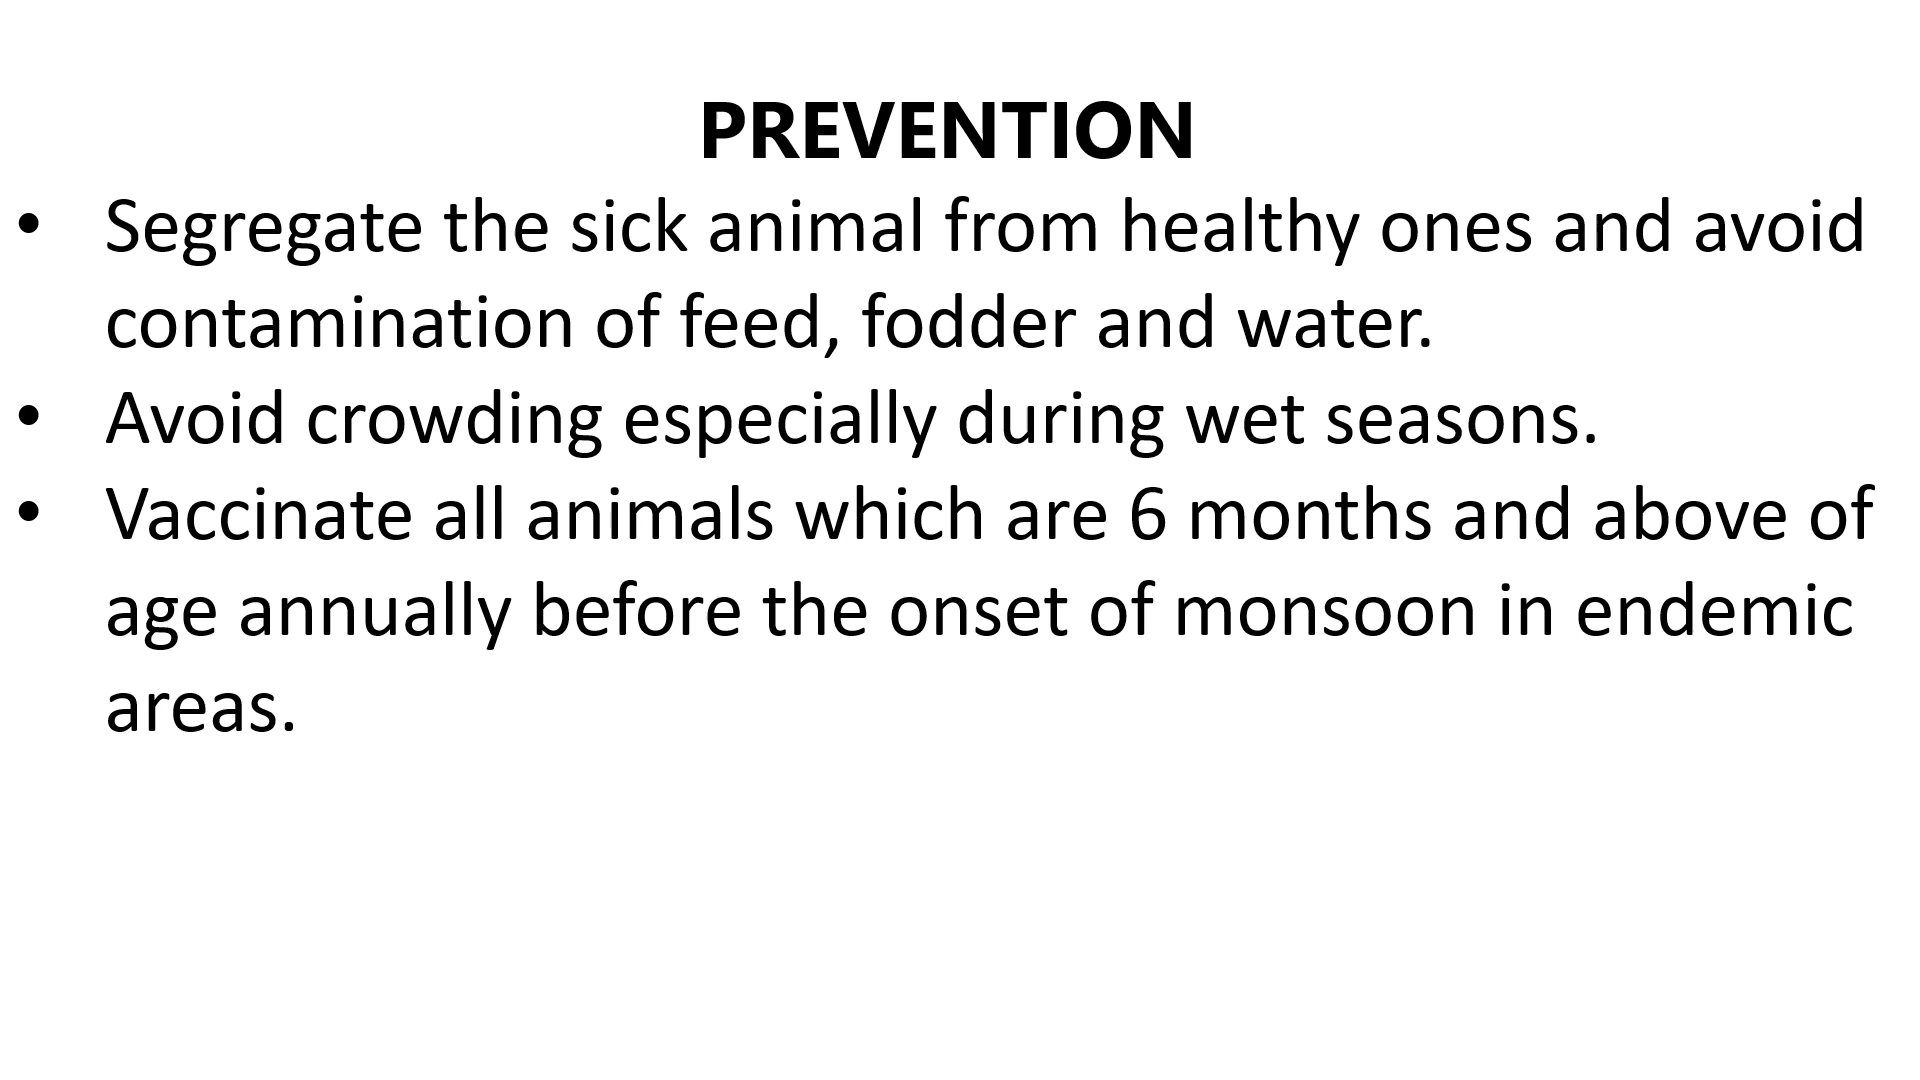 PREVENTION
• Segregate the sick animal from healthy ones and avoid
contamination of feed, fodder and water.
• Avoid crowding especially during wet seasons.
• Vaccinate all animals which are 6 months and above of
age annually before the onset of monsoon in endemic
areas.